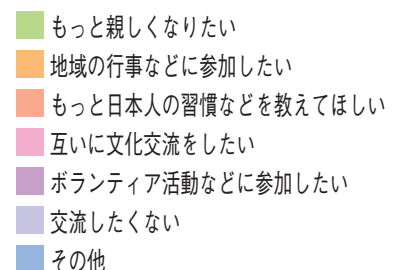 もっと親しくなりたい
地域の行事などに参加したい
もっと日本人の習慣などを教えてほしい
互いに文化交流をしたい
ボランティア活動などに参加したい
交流したくない
その他